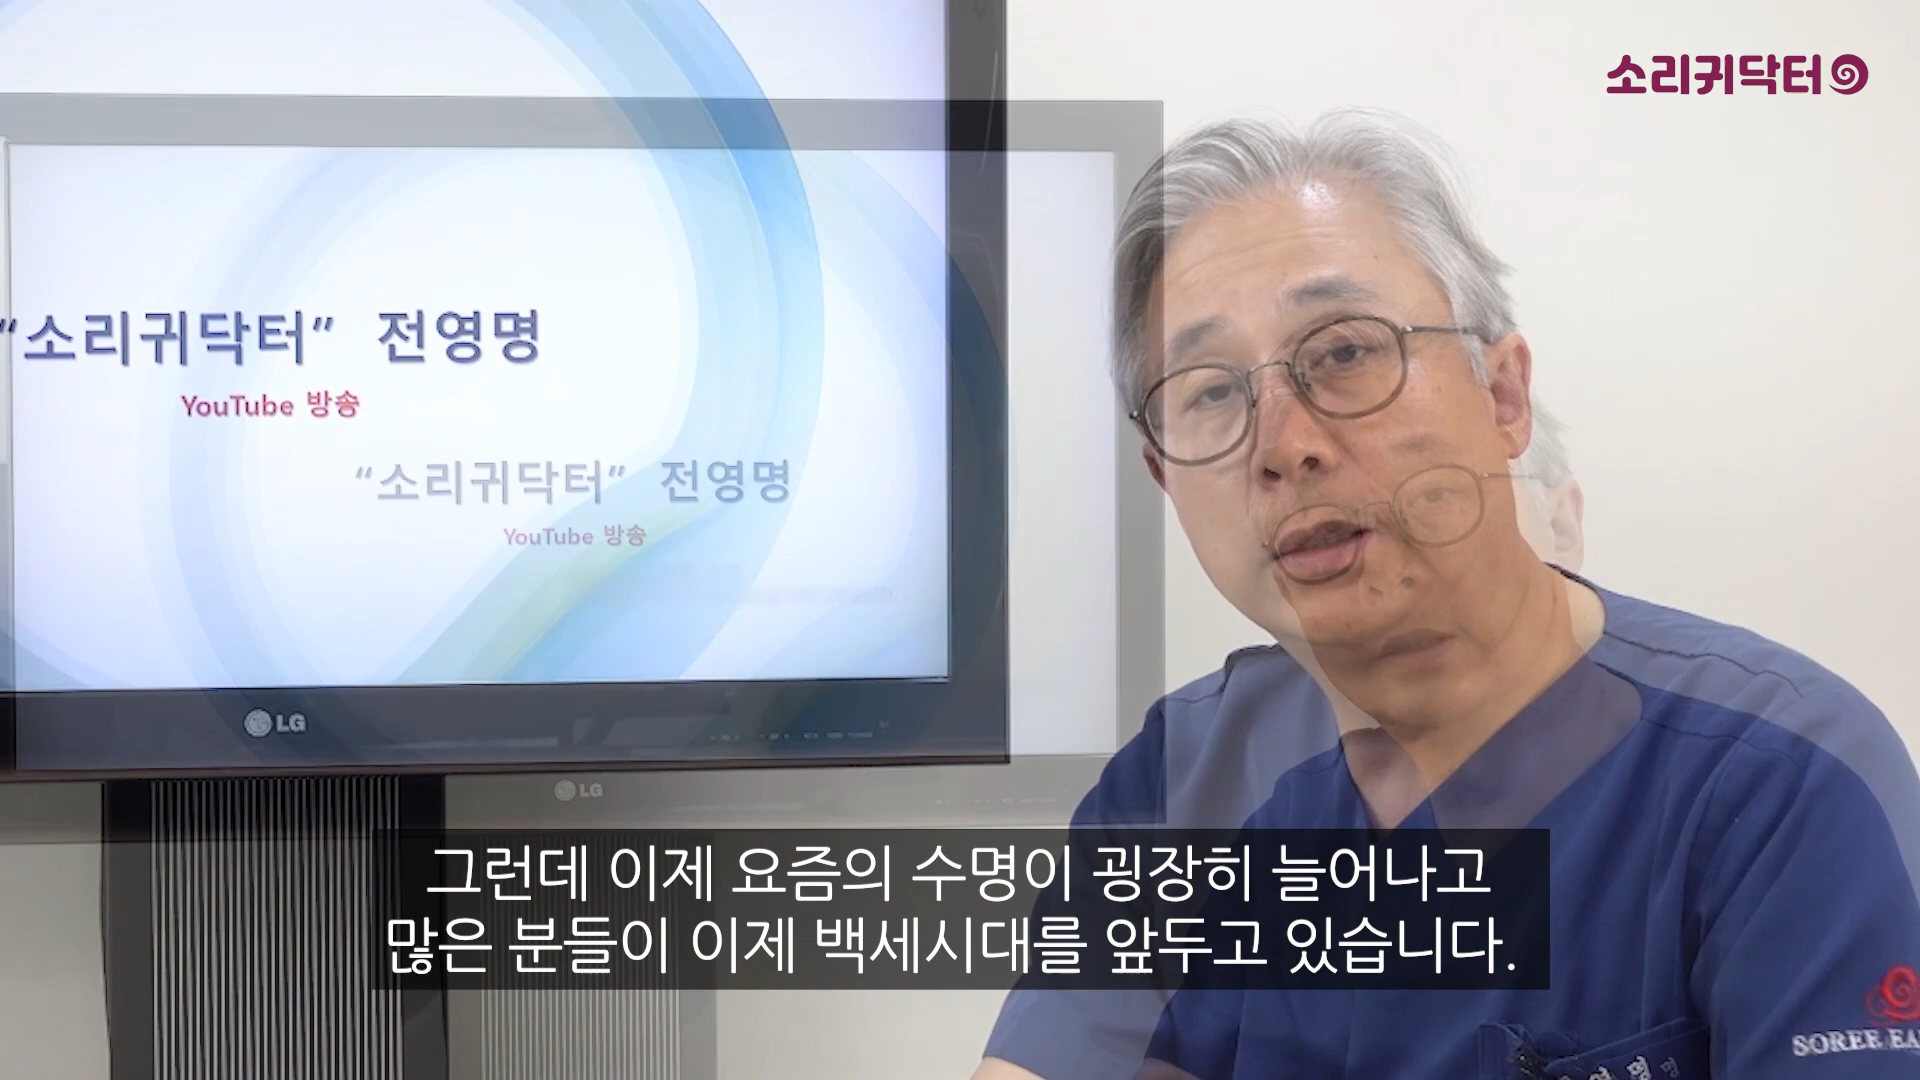 소리귀닥터
“소리귀닥터” 전영명
YouTube 방송
“소리귀닥터” 전영명
YouTube 방송
LG
LG
그런데 이제 요즘의 수명이 굉장히 늘어나고
많은 분들이 이제 백세시대를 앞두고 있습니다.
SOREE